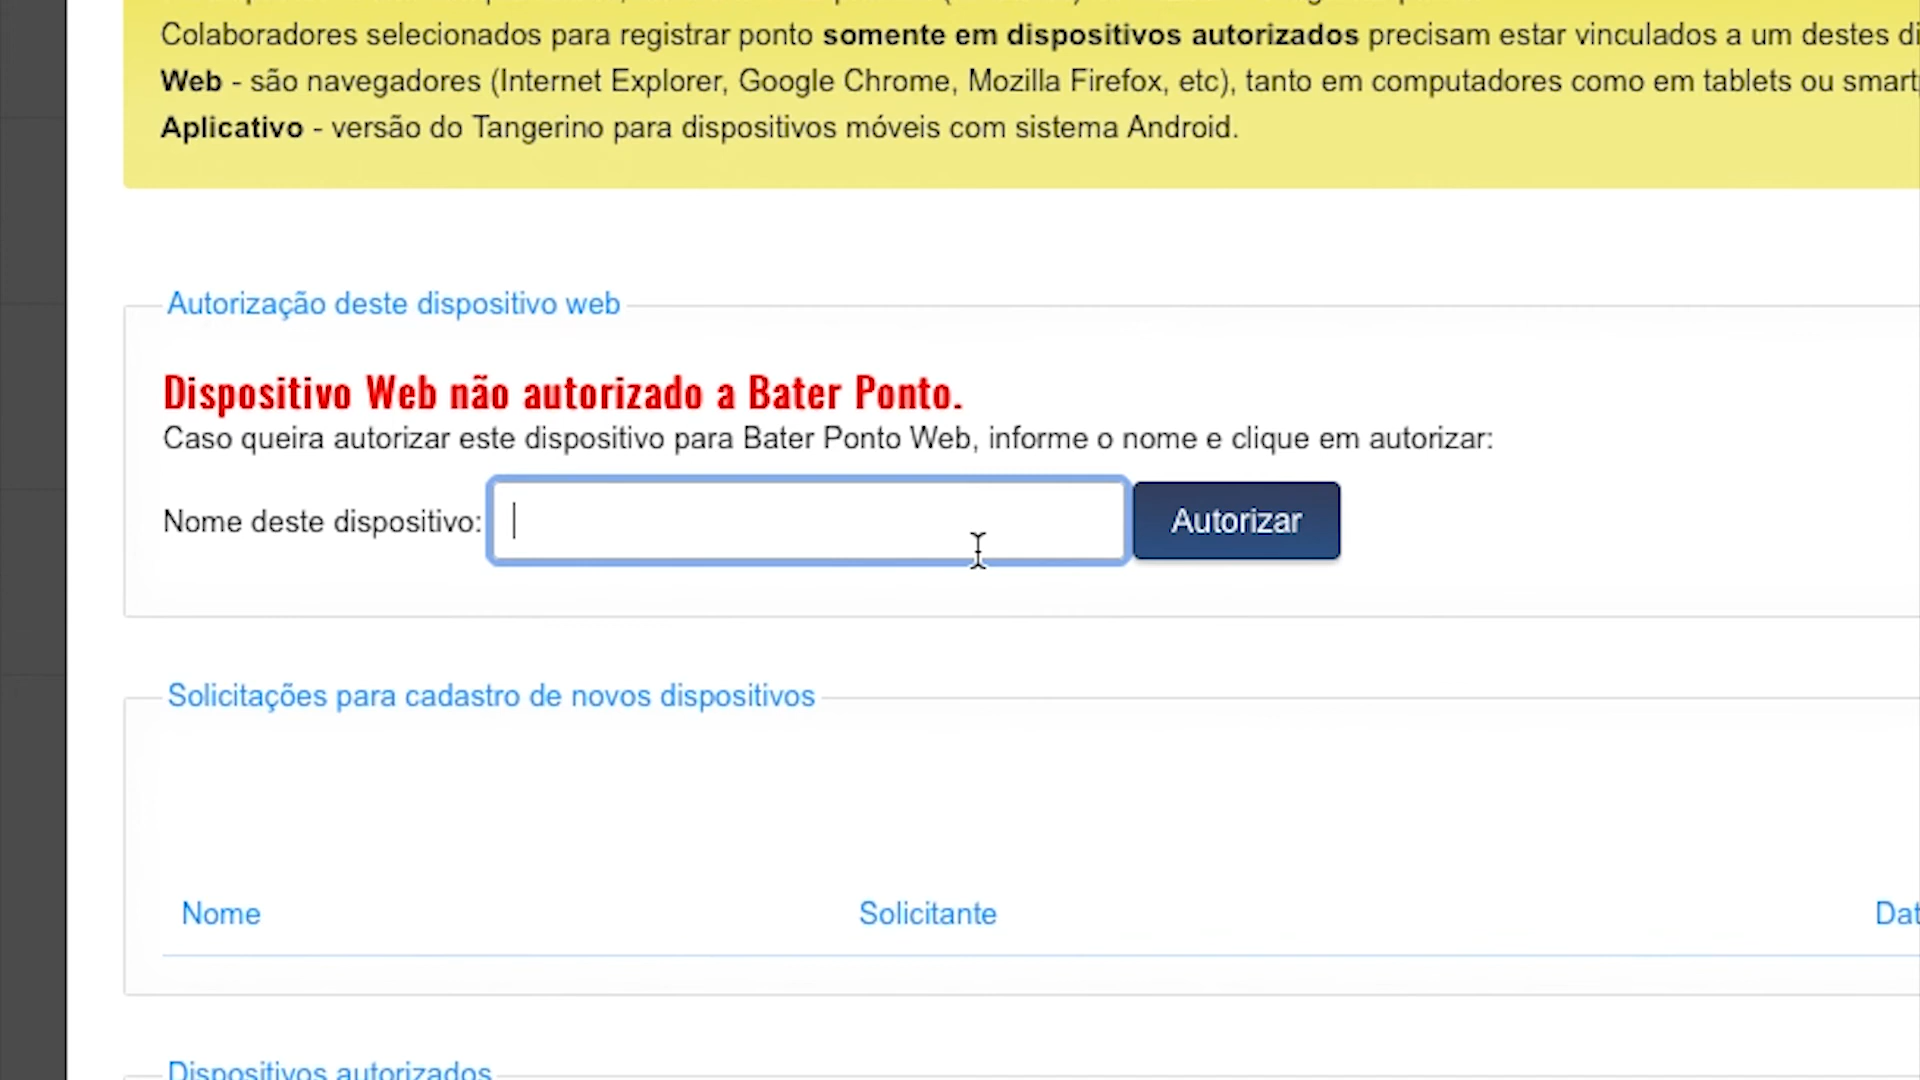 Colaboradores selecionados para registrar ponto somente em dispositivos autorizados precisam estar vinculados a um destes
Web - são navegadores (Internet Explorer, Google Chrome, Mozilla Firefox, etc), tanto em computadores como em tablets ou
Aplicativo - versão do Tangerino para dispositivos móveis com sistema Android.
Autorização deste dispositivo web
Dispositivo Web não autorizado a Bater Ponto.
Caso queira autorizar este dispositivo para Bater Ponto Web, informe o nome e clique em autorizar:
Nome deste dispositivo: Autorizar
Solicitações para cadastro de novos dispositivos
Nome Solicitante
Dispositivos autorizados